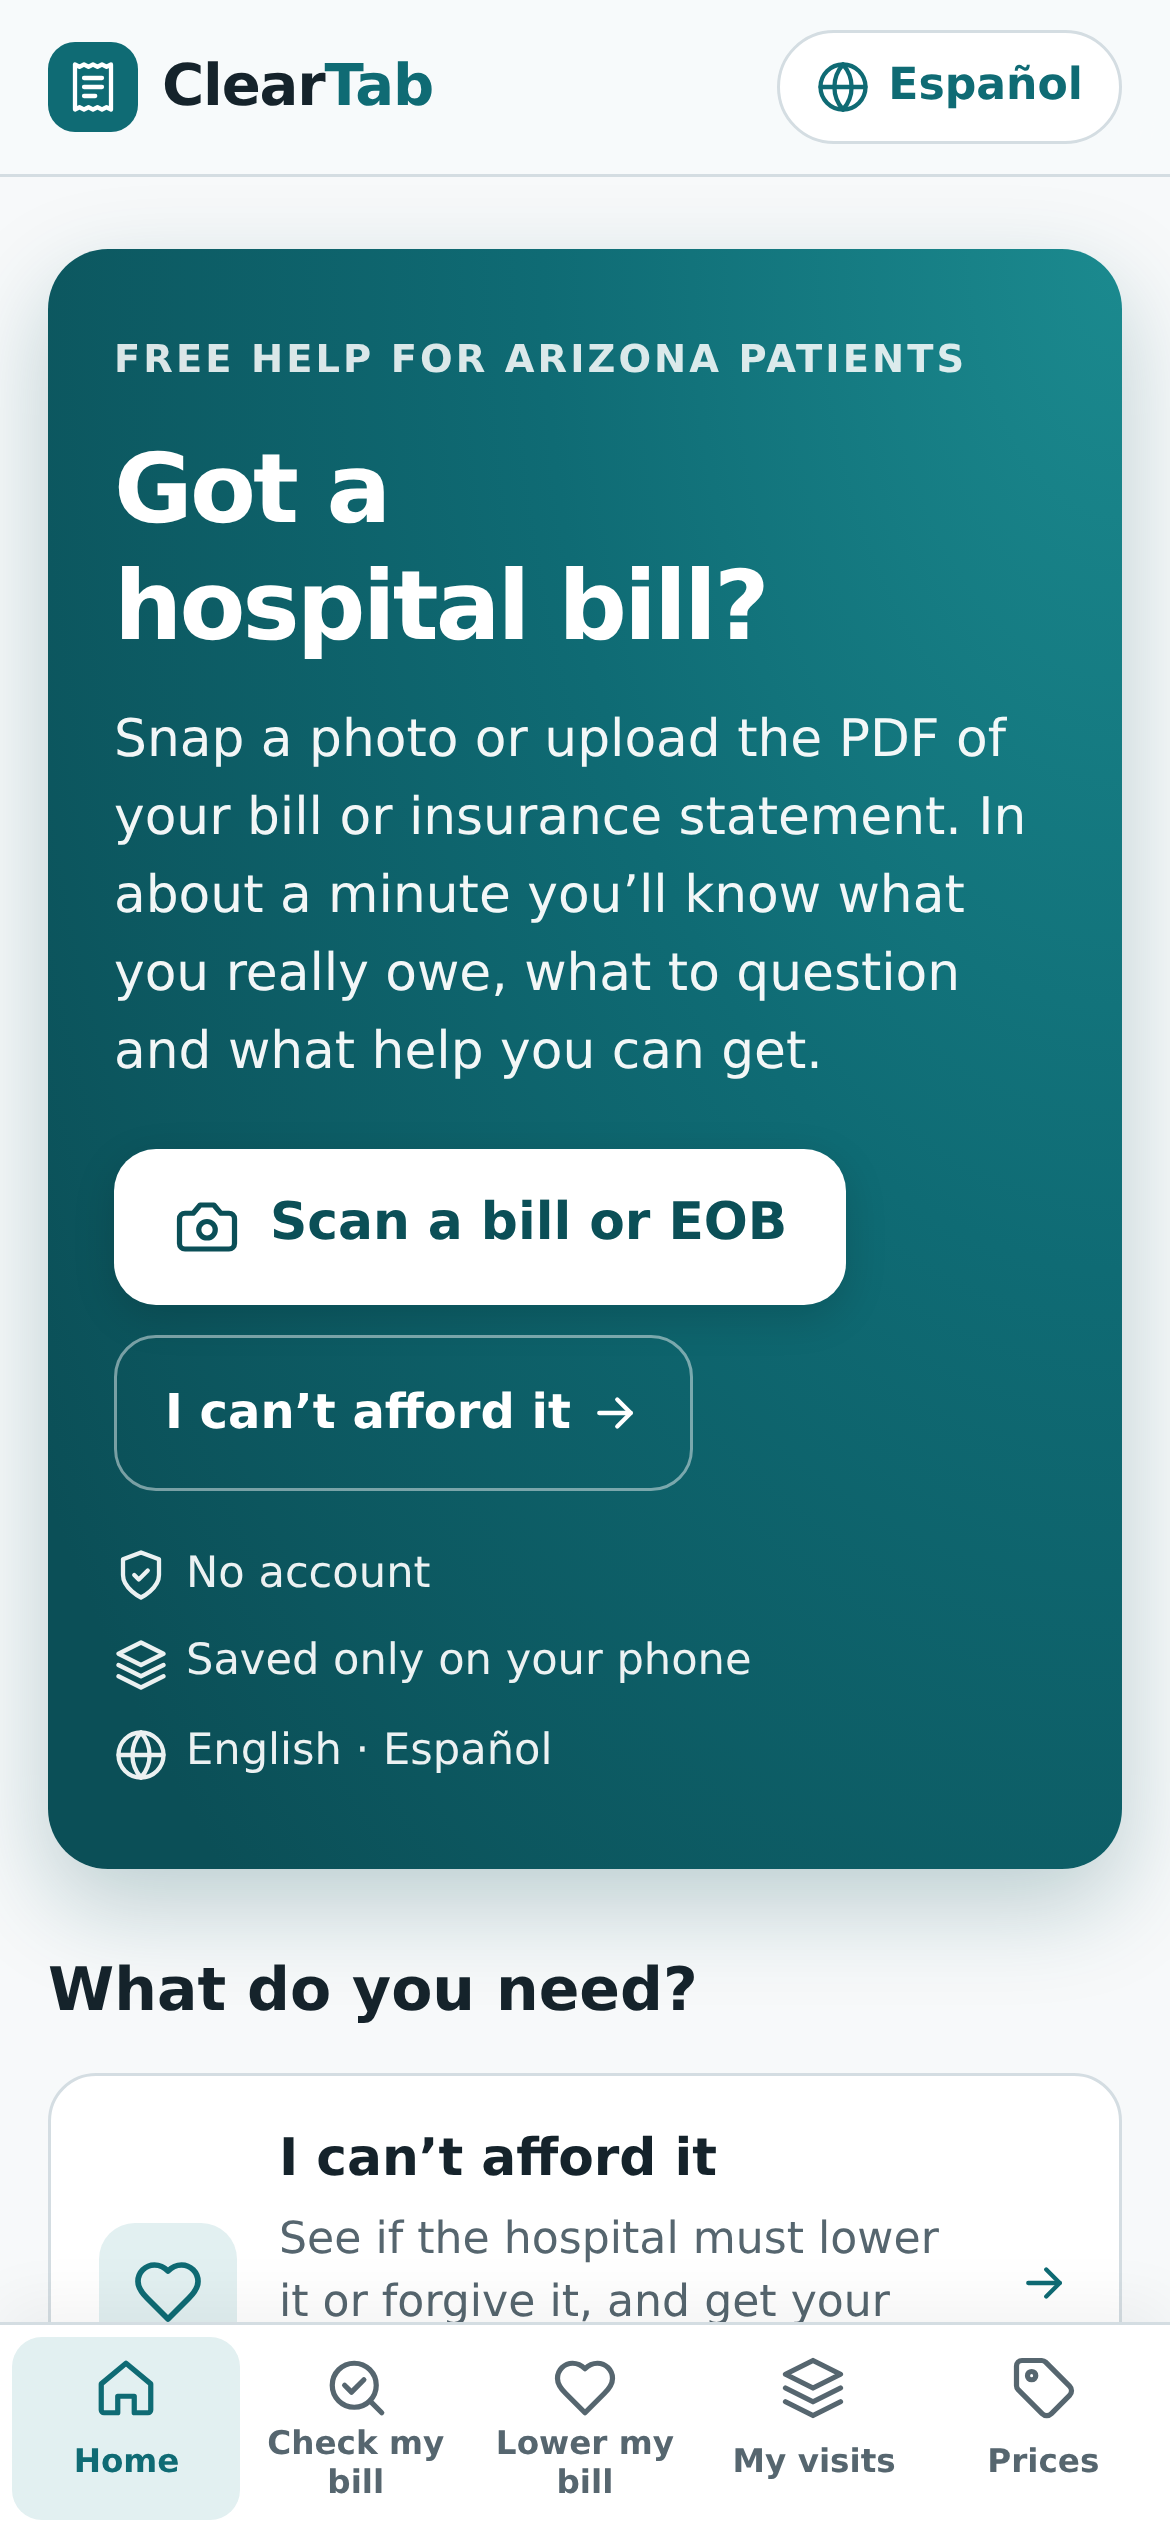 ClearTab
Español
FREE HELP FOR ARIZONA PATIENTS
Got a
hospital bill?
Snap a photo or upload the PDF of
your bill or insurance statement. In
about a minute you’ll know what
you really owe, what to question
and what help you can get.
Scan a bill or EOB
I can’t afford it →
No account
Saved only on your phone
English · Español
What do you need?
I can’t afford it
See if the hospital must lower
it or forgive it, and get your
Home
Check my
bill
Lower my
bill
My visits
Prices